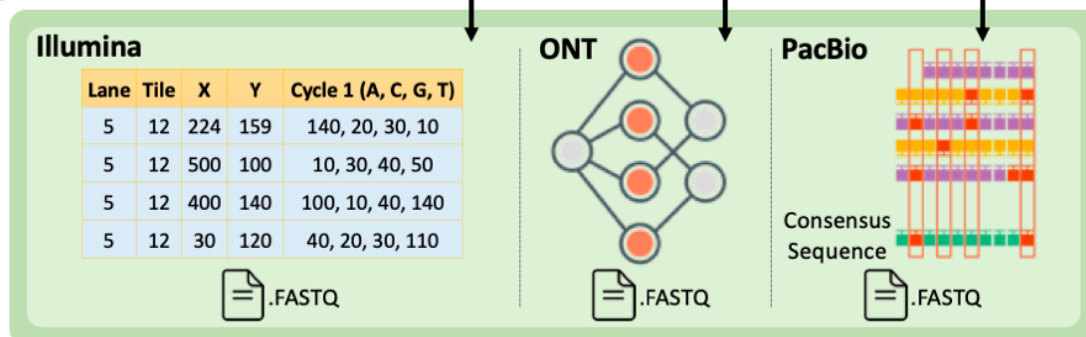 Illumina
Lane Tile X Y Cycle 1 (A, C, G, T)
5 12 224 159 140, 20, 30, 10
5 12 500 100 10, 30, 40, 50
5 12 400 140 100, 10, 40, 140
5 12 30 120 40, 20, 30, 110
.FASTQ
ONT
.FASTQ
PacBio
Consensus
Sequence
.FASTQ